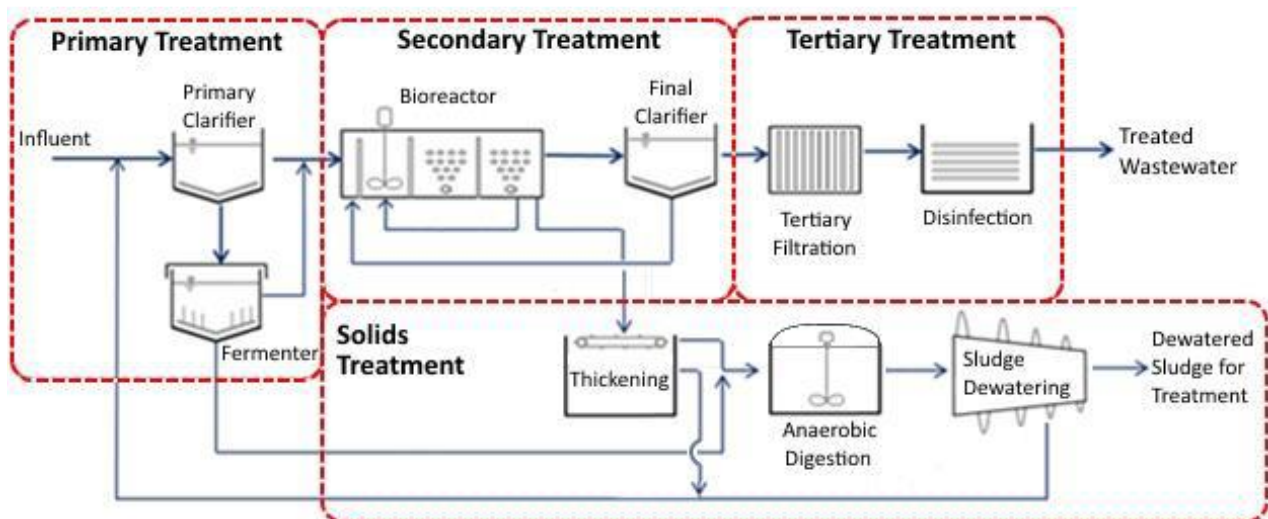 Primary Treatment
Secondary Treatment
Tertiary Treatment
Influent
Primary
Clarifier
Fermenter
Bioreactor
Final
Clarifier
Tertiary
Filtration
Disinfection
Treated
Wastewater
Solids
Treatment
Thickening
Anaerobic
Digestion
Sludge
Dewatering
Dewatered
Sludge for
Treatment